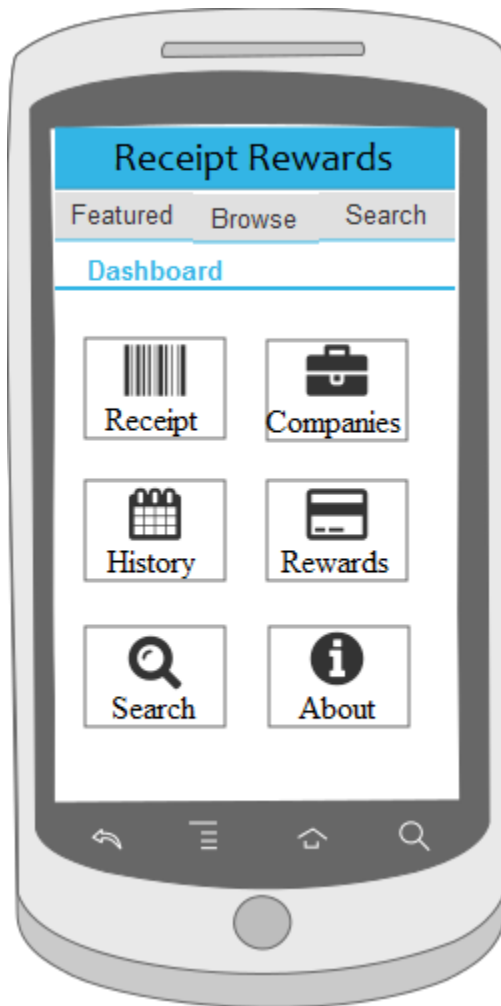 Receipt Rewards
Featured Browse Search
Dashboard
Receipt Companies
History Rewards
Search About